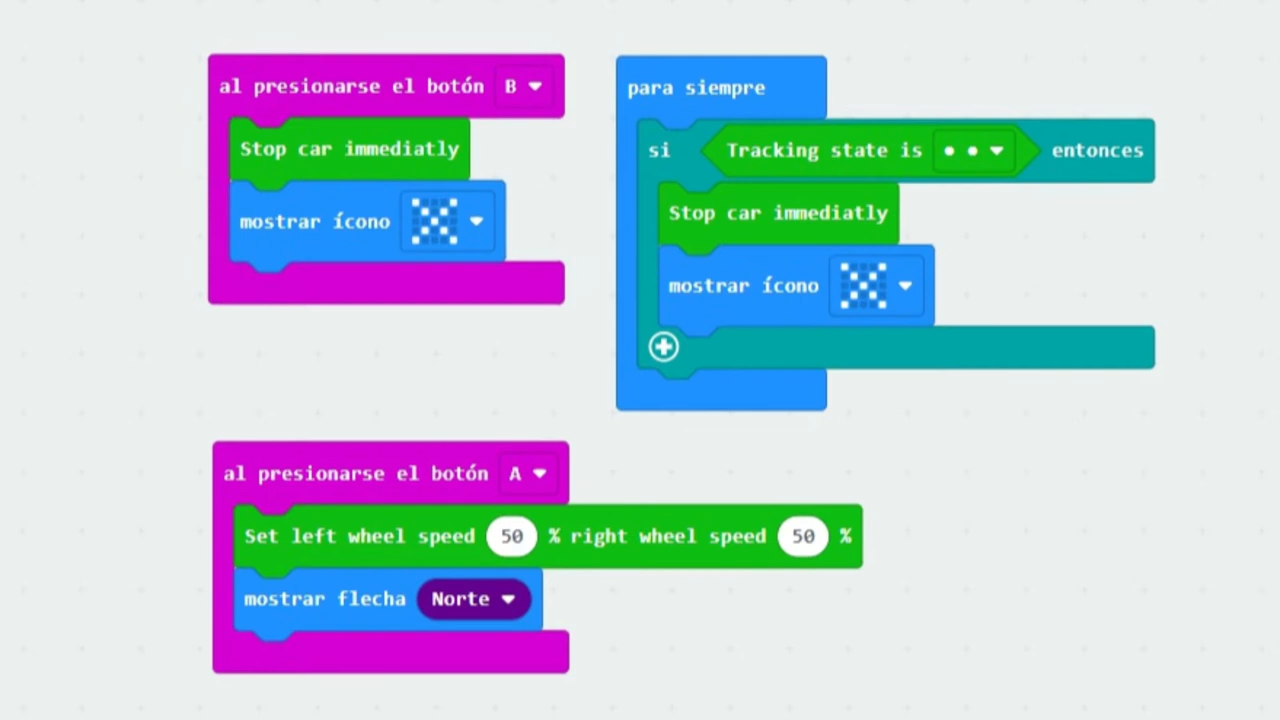 al presionarse el botón B
Stop car immediatly
mostrar ícono
para siempre
si Tracking state is ● ● entonces
Stop car immediatly
mostrar ícono
al presionarse el botón A
Set left wheel speed 50 % right wheel speed 50 %
mostrar flecha Norte